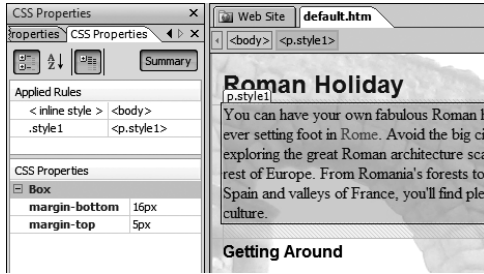 CSS Properties
roperties CSS Properties
Summary
Applied Rules
< inline style > <body>
.style1 <p.style1>
CSS Properties
Box
margin-bottom 16px
margin-top 5px
Web Site default.htm
<body> <p.style1>
Roman Holiday
p.style1
You can have your own fabulous Roman
ever setting foot in Rome. Avoid the big
exploring the great Roman architecture
rest of Europe. From Romania's forests to
Spain and valleys of France, you'll find
culture.
Getting Around